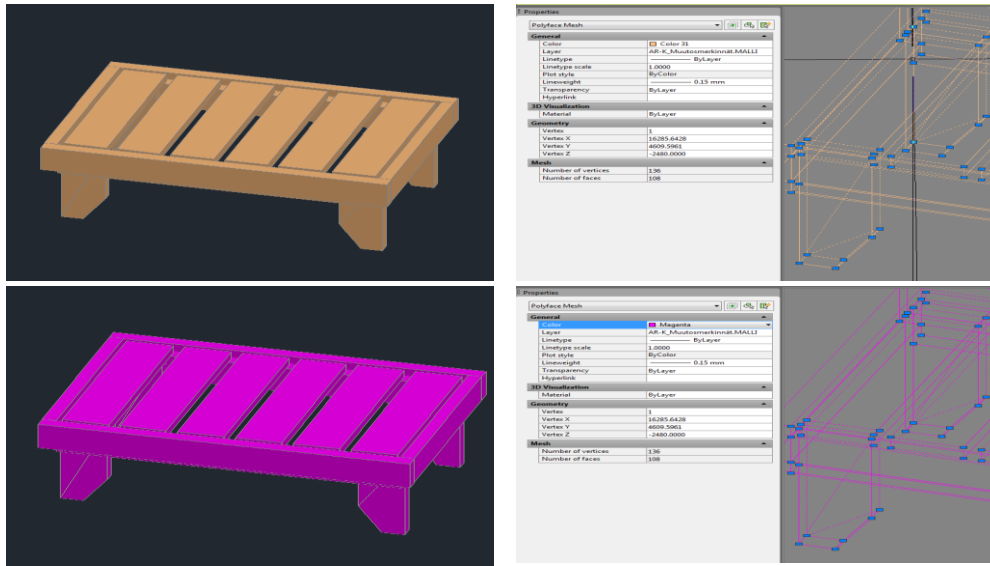 Properties
Polyface Mesh
General
Color Color 31
Layer AR-K_Muutosmerkinnät.MALLI
Linetype ByLayer
Linetype scale 1.0000
Plot style ByColor
Lineweight 0.15 mm
Transparency ByLayer
Hyperlink
3D Visualization
Material ByLayer
Geometry
Vertex 1
Vertex X 16285.6428
Vertex Y 4609.5961
Vertex Z -2480.0000
Mesh
Number of vertices 136
Number of faces 108
Properties
Polyface Mesh
General
Color Magenta
Layer AR-K_Muutosmerkinnät.MALLI
Linetype ByLayer
Linetype scale 1.0000
Plot style ByColor
Lineweight 0.15 mm
Transparency ByLayer
Hyperlink
3D Visualization
Material ByLayer
Geometry
Vertex 1
Vertex X 16285.6428
Vertex Y 4609.5961
Vertex Z -2480.0000
Mesh
Number of vertices 136
Number of faces 108